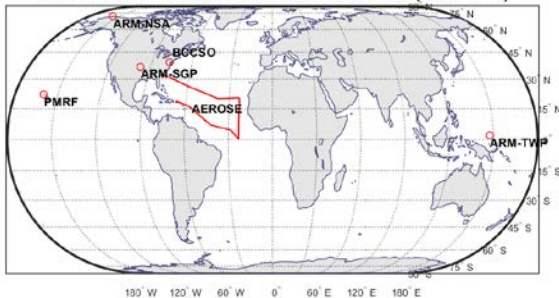 75° N
ARM-NSA
60° N
45° N
BCCSO
ARM-SGP
30° N
PMRF
15° N
AEROSE
ARM-TWP
15° S
30° S
45° S
60° S
75° S
180° W 120° W 60° W 0° 60° E 120° E 180° E